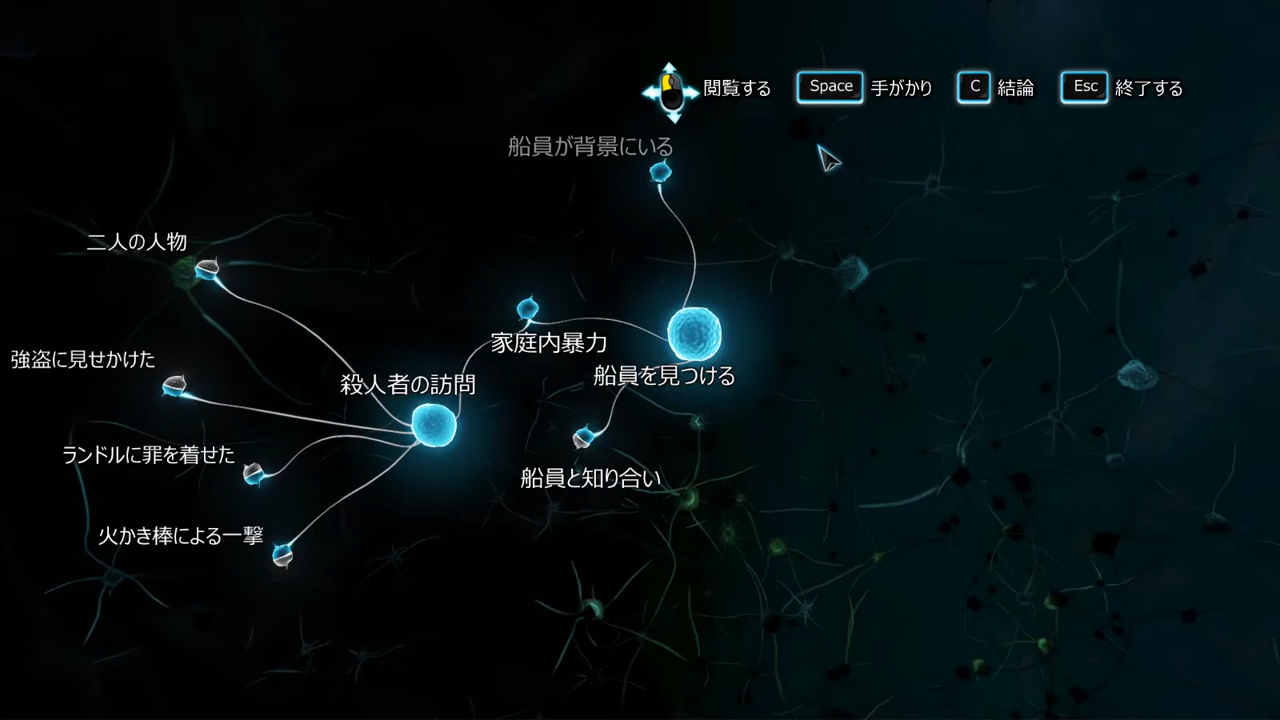 閲覧する
Space 手がかり
C 結論
Esc 終了する
船員が背景にいる
二人の人物
家庭内暴力
強盗に見せかけた
船員を見つける
殺人者の訪問
ランドルに罪を着せた
船員と知り合い
火かき棒による一撃